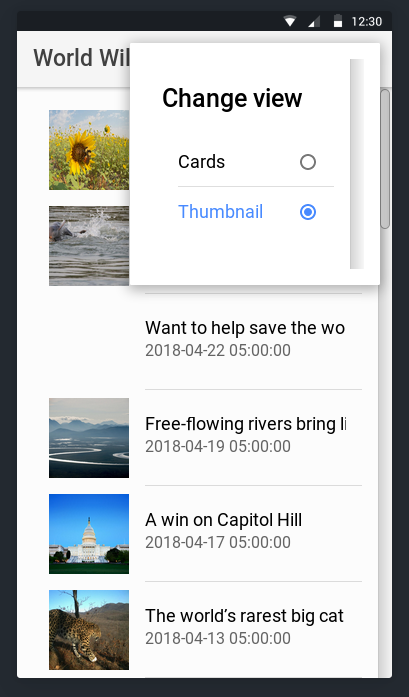 12:30
World Wil
Change view
Cards
Thumbnail
Want to help save the wo
2018-04-22 05:00:00
Free-flowing rivers bring li
2018-04-19 05:00:00
A win on Capitol Hill
2018-04-17 05:00:00
The world’s rarest big cat
2018-04-13 05:00:00